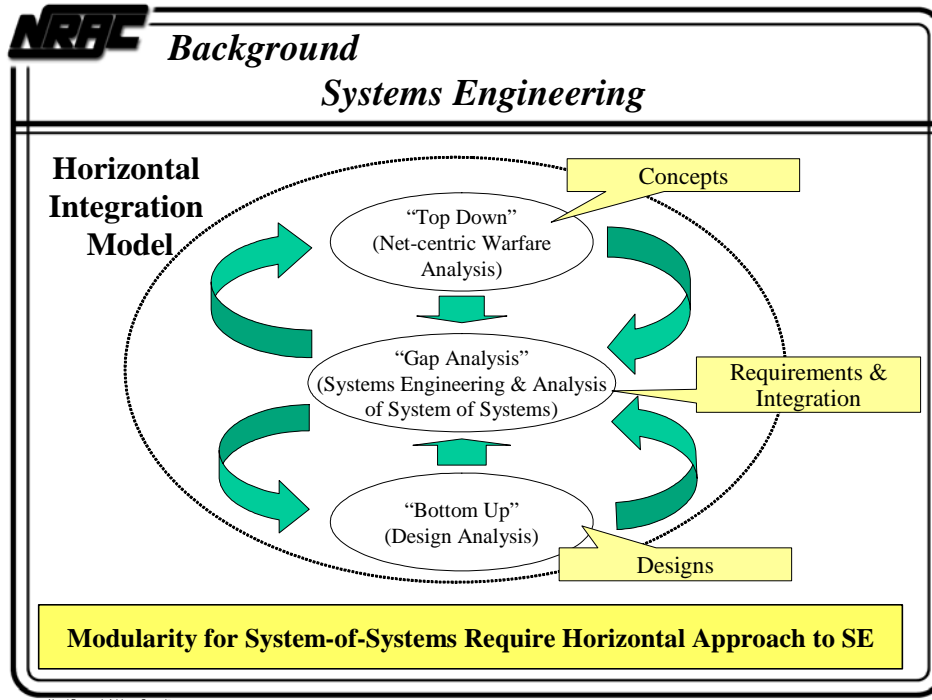 NRAC
Background
Systems Engineering
Horizontal
Integration
Model
Concepts
“Top Down”
(Net-centric Warfare
Analysis)
“Gap Analysis”
(Systems Engineering & Analysis
of System of Systems)
Requirements &
Integration
“Bottom Up”
(Design Analysis)
Designs
Modularity for System-of-Systems Require Horizontal Approach to SE